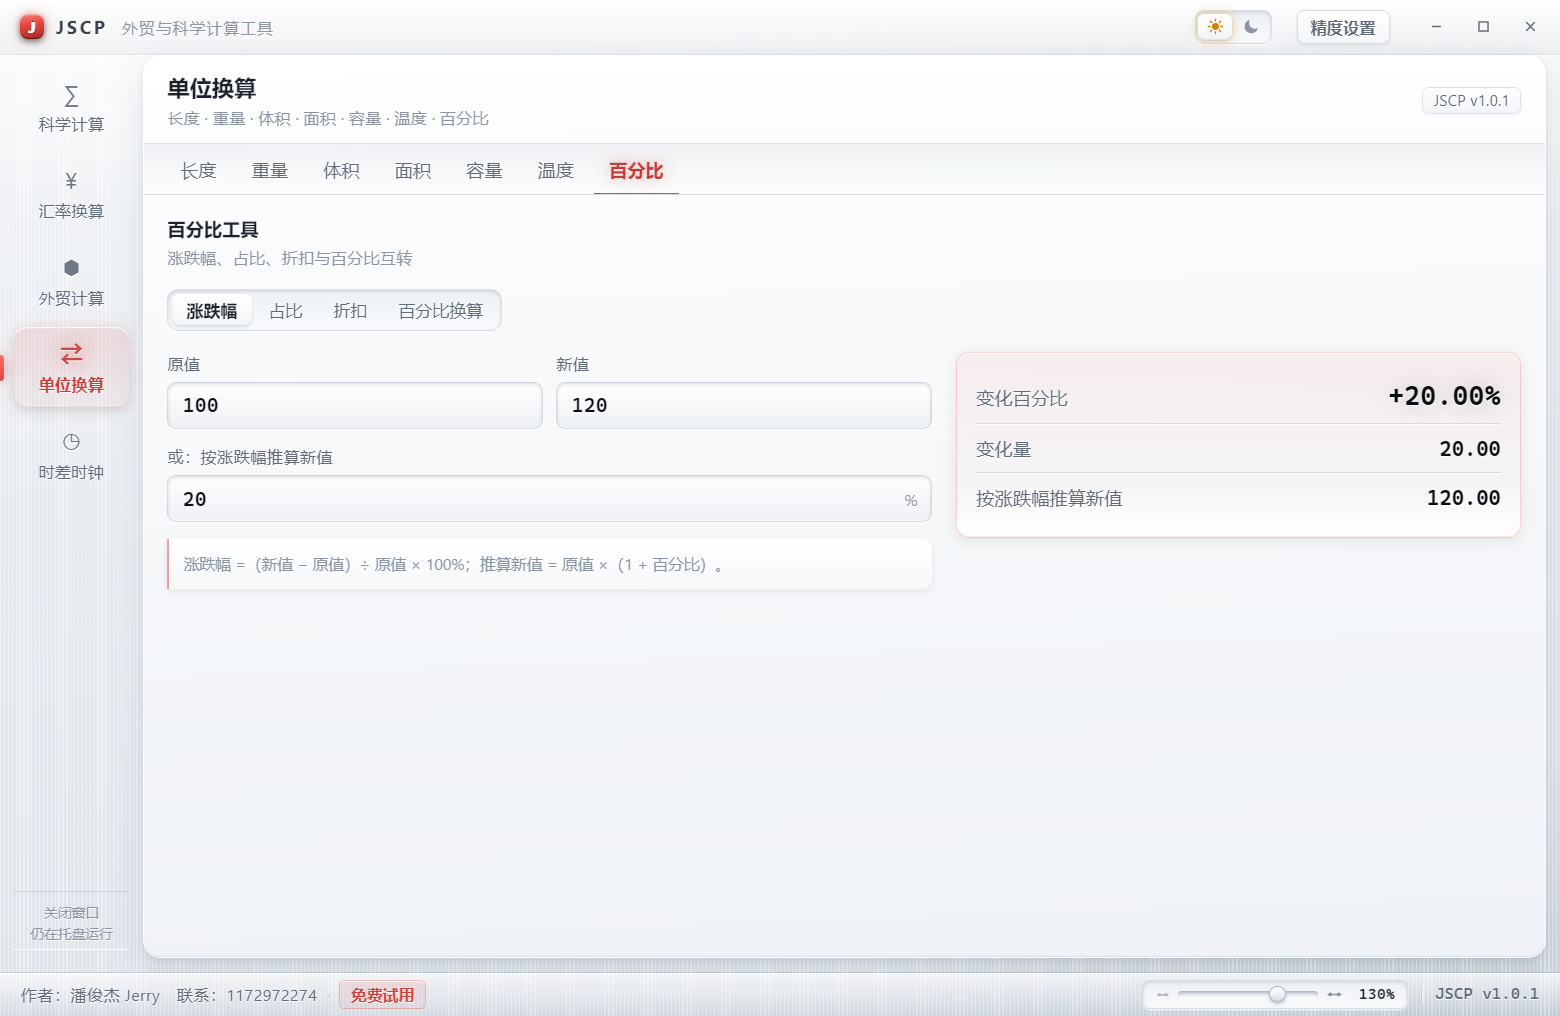 J JSCP 外贸与科学计算工具
精度设置
科学计算
¥
汇率换算
外贸计算
单位换算
时差时钟
关闭窗口
仍在托盘运行
单位换算
长度 · 重量 · 体积 · 面积 · 容量 · 温度 · 百分比
JSCP v1.0.1
长度 重量 体积 面积 容量 温度 百分比
百分比工具
涨跌幅、占比、折扣与百分比互转
涨跌幅 占比 折扣 百分比换算
原值 新值
100 120
或：按涨跌幅推算新值
20 %
涨跌幅 =（新值 − 原值）÷ 原值 × 100%；推算新值 = 原值 ×（1 + 百分比）。
变化百分比 +20.00%
变化量 20.00
按涨跌幅推算新值 120.00
作者：潘俊杰 Jerry 联系：1172972274 · 免费试用
130% JSCP v1.0.1